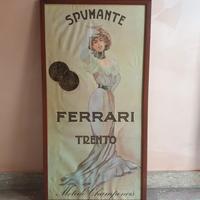 SPUMANTE
FERRARI
TRENTO
Metodo Champenois